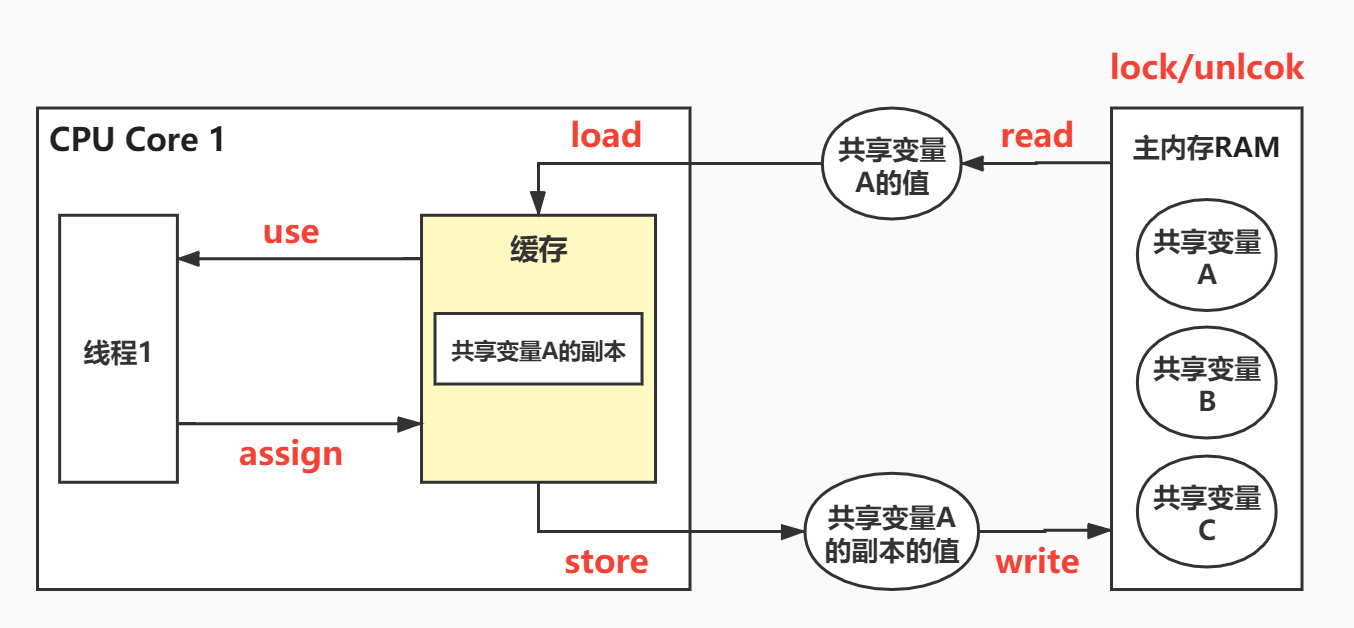 lock/unlcok
CPU Core 1
load
共享变量
A的值
read
主内存RAM
use
缓存
共享变量
A
线程1
共享变量A的副本
共享变量
B
assign
共享变量
C
store
共享变量A
的副本的值
write